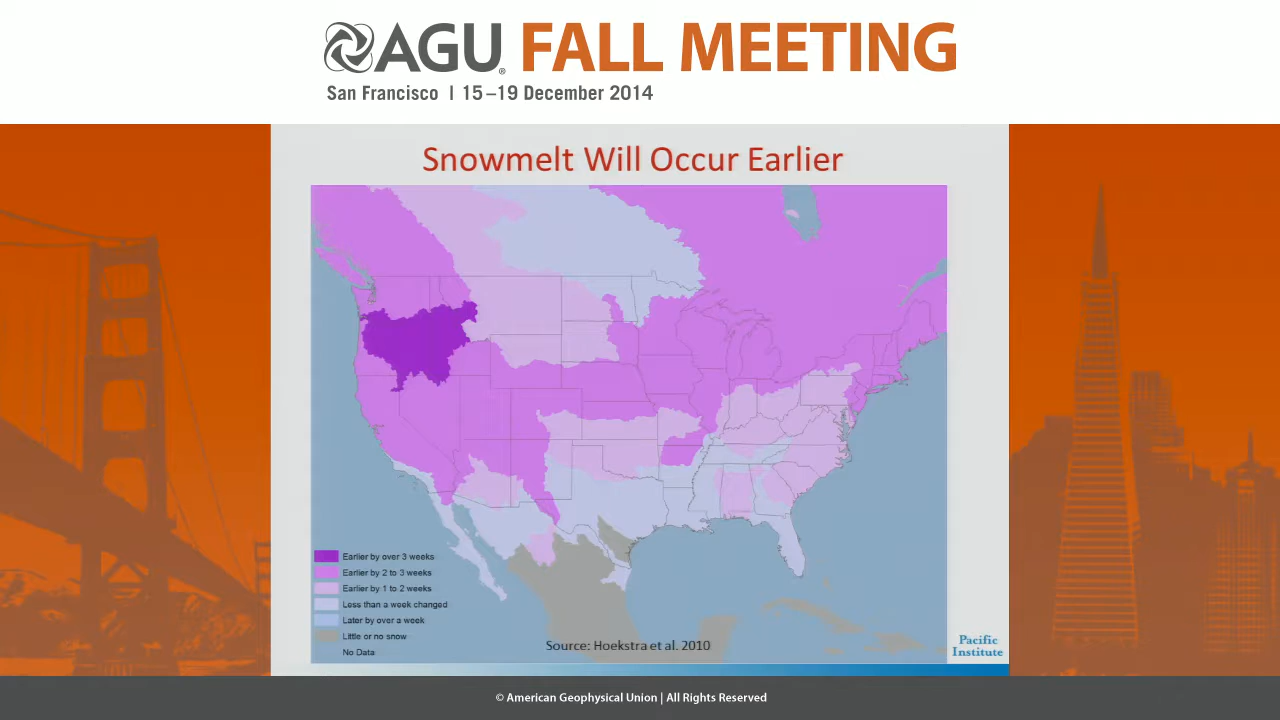 AGU® FALL MEETING
San Francisco | 15–19 December 2014
Snowmelt Will Occur Earlier
Earlier by over 3 weeks
Earlier by 2 to 3 weeks
Earlier by 1 to 2 weeks
Less than a week changed
Later by over a week
Little or no snow
No Data
Source: Hoekstra et al. 2010
Pacific
Institute
© American Geophysical Union | All Rights Reserved